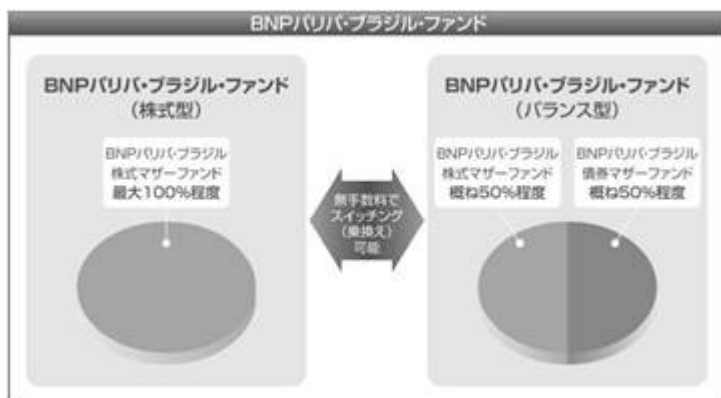 BNPパリバ・ブラジル・ファンド
BNPパリバ・ブラジル・ファンド
(株式型)
BNPパリバ・ブラジル
株式マザーファンド
最大100%程度
無手数料で
スイッチング
(乗換え)
可能
BNPパリバ・ブラジル・ファンド
(バランス型)
BNPパリバ・ブラジル
株式マザーファンド
概ね50%程度
BNPパリバ・ブラジル
債券マザーファンド
概ね50%程度